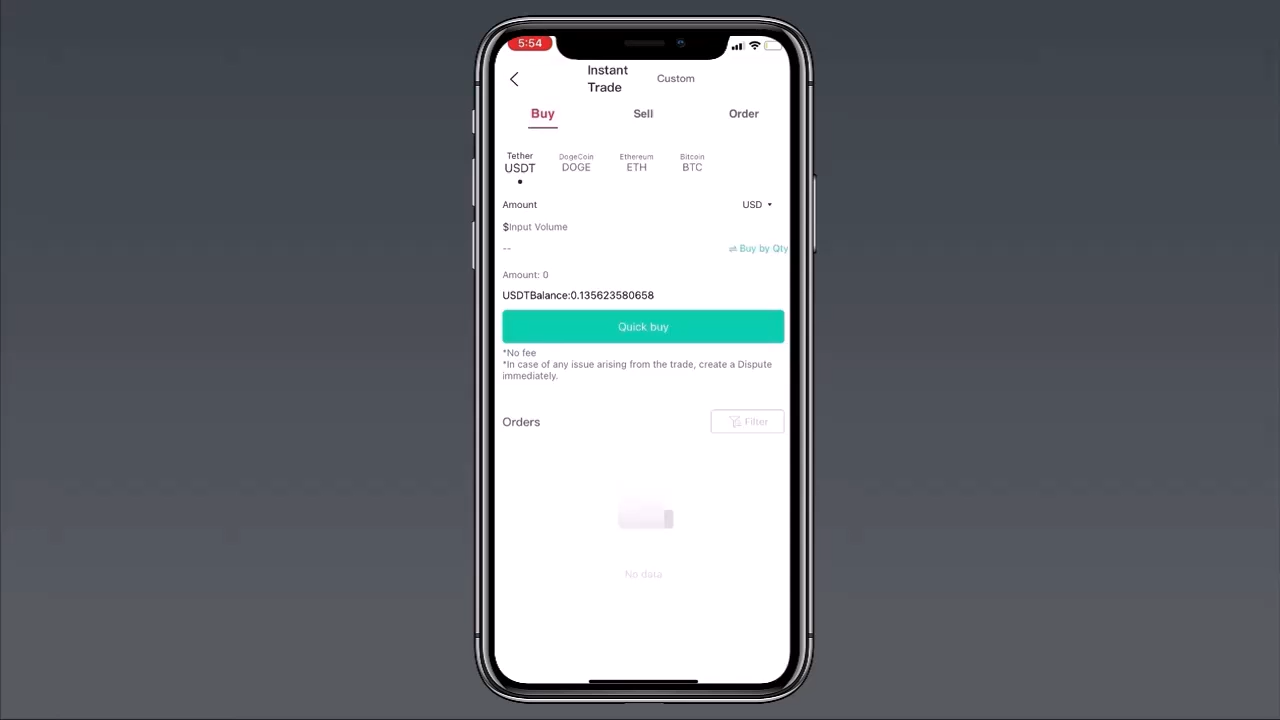 5:54
Instant
Trade
Custom
Buy
Sell
Order
Tether
USDT
DogeCoin
DOGE
Ethereum
ETH
Bitcoin
BTC
Amount
USD
$Input Volume
--
⇌ Buy by Qty
Amount: 0
USDTBalance:0.135623580658
Quick buy
*No fee
*In case of any issue arising from the trade, create a Dispute
immediately.
Orders
Filter
No data